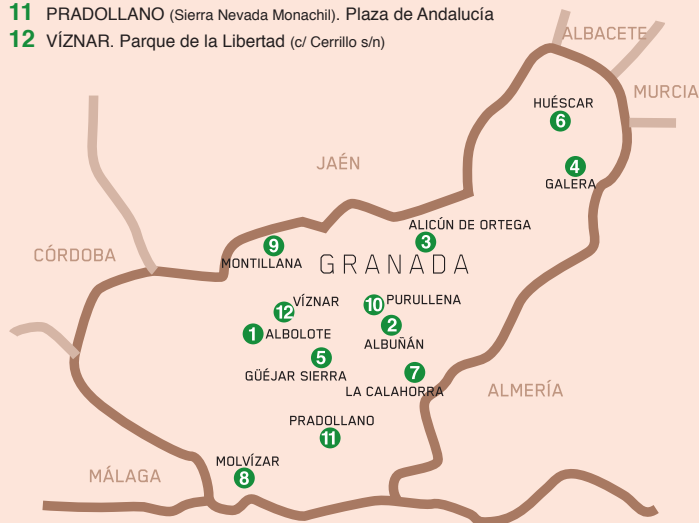 11 PRADOLLANO (Sierra Nevada Monachil). Plaza de Andalucía
12 VÍZNAR. Parque de la Libertad (c/ Cerrillo s/n)
ALBACETE
MURCIA
HUÉSCAR
6
4
GALERA
JAÉN
ALICÚN DE ORTEGA
3
9
MONTILLANA
GRANADA
CÓRDOBA
VÍZNAR
12
10 PURULLENA
1 ALBOLOTE
2
ALBUÑÁN
5
GÜÉJAR SIERRA
7
LA CALAHORRA
ALMERÍA
PRADOLLANO
11
MOLVÍZAR
8
MÁLAGA